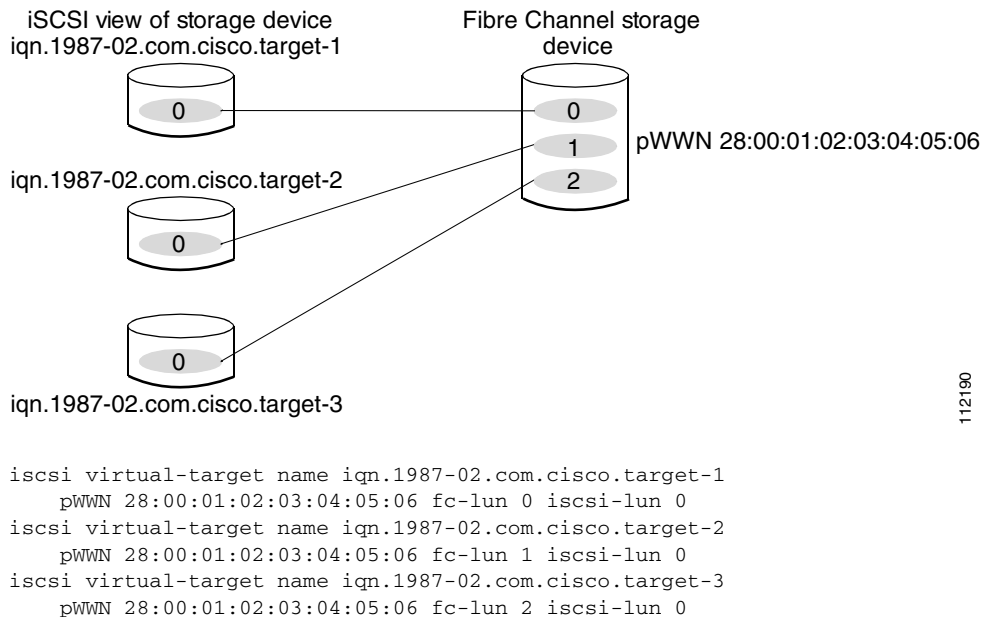 iSCSI view of storage device
iqn.1987-02.com.cisco.target-1
Fibre Channel storage
device
0
0
1
2
pWWN 28:00:01:02:03:04:05:06
iqn.1987-02.com.cisco.target-2
0
0
iqn.1987-02.com.cisco.target-3
112190
iscsi virtual-target name iqn.1987-02.com.cisco.target-1
pWWN 28:00:01:02:03:04:05:06 fc-lun 0 iscsi-lun 0
iscsi virtual-target name iqn.1987-02.com.cisco.target-2
pWWN 28:00:01:02:03:04:05:06 fc-lun 1 iscsi-lun 0
iscsi virtual-target name iqn.1987-02.com.cisco.target-3
pWWN 28:00:01:02:03:04:05:06 fc-lun 2 iscsi-lun 0